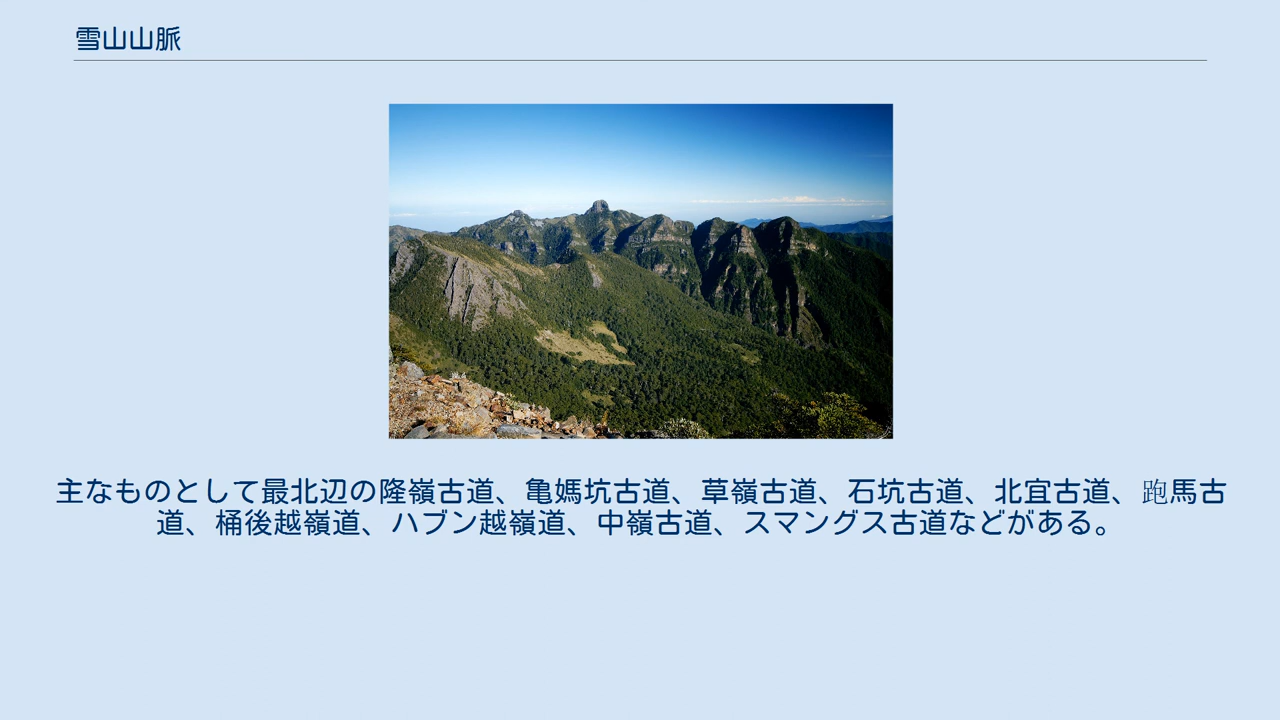 雪山山脈
主なものとして最北辺の隆嶺古道、亀媽坑古道、草嶺古道、石坑古道、北宜古道、跑馬古
道、桶後越嶺道、ハブン越嶺道、中嶺古道、スマングス古道などがある。